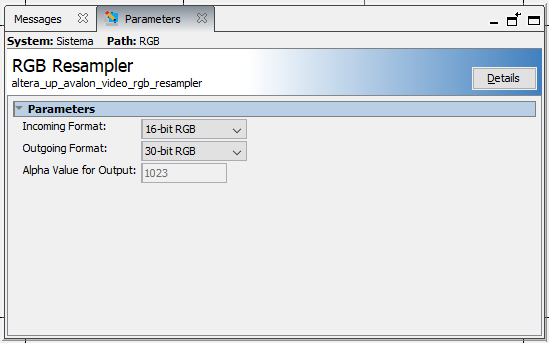 Messages Parameters
System: Sistema Path: RGB
RGB Resampler
altera_up_avalon_video_rgb_resampler
Details
Parameters
Incoming Format: 16-bit RGB
Outgoing Format: 30-bit RGB
Alpha Value for Output: 1023